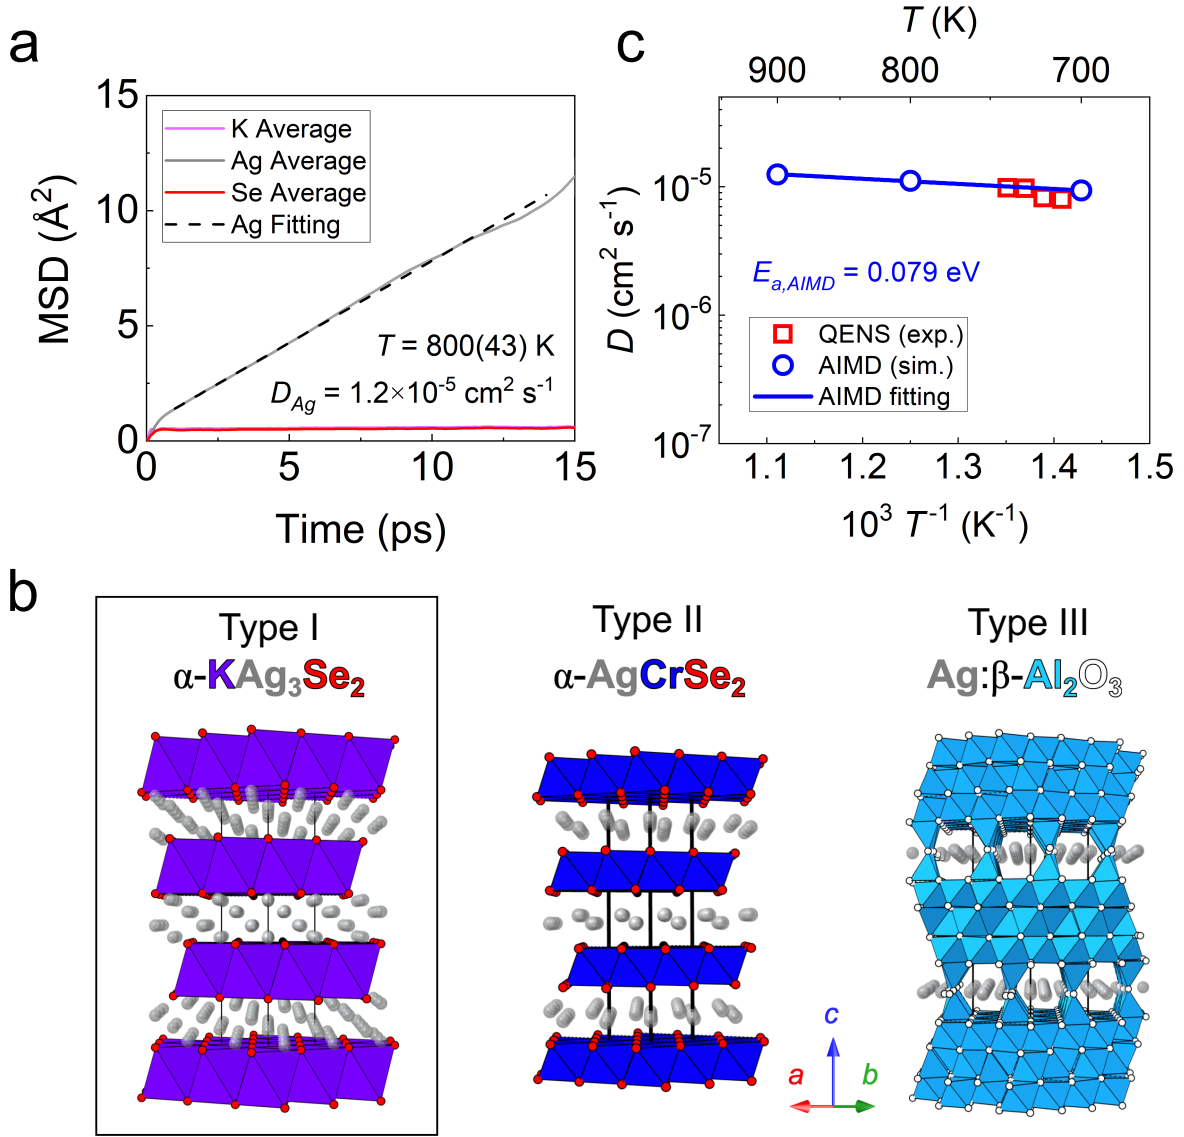 a
15
10
5
0
MSD (Å²)
K Average
Ag Average
Se Average
Ag Fitting
T = 800(43) K
D_Ag = 1.2×10⁻⁵ cm² s⁻¹
0 5 10 15
Time (ps)
c
T (K)
900 800 700
10⁻⁵
10⁻⁶
10⁻⁷
D (cm² s⁻¹)
E_a,AIMD = 0.079 eV
QENS (exp.)
AIMD (sim.)
AIMD fitting
1.1 1.2 1.3 1.4 1.5
10³ T⁻¹ (K⁻¹)
b
Type I
α-KAg₃Se₂
Type II
α-AgCrSe₂
Type III
Ag:β-Al₂O₃
c
a b